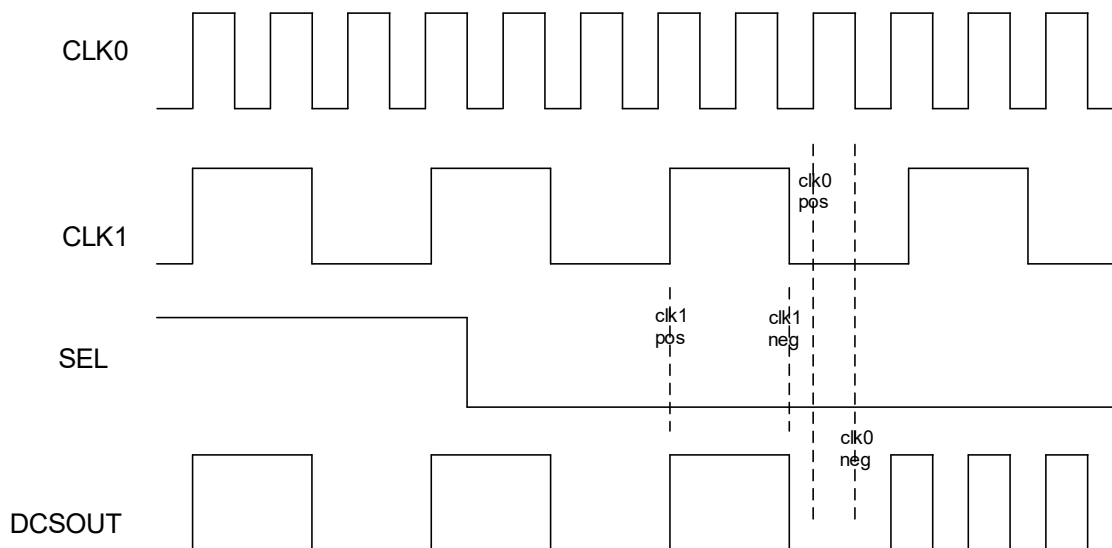 CLK0
clk0
pos
CLK1
clk1
pos
clk1
neg
SEL
clk0
neg
DCSOUT